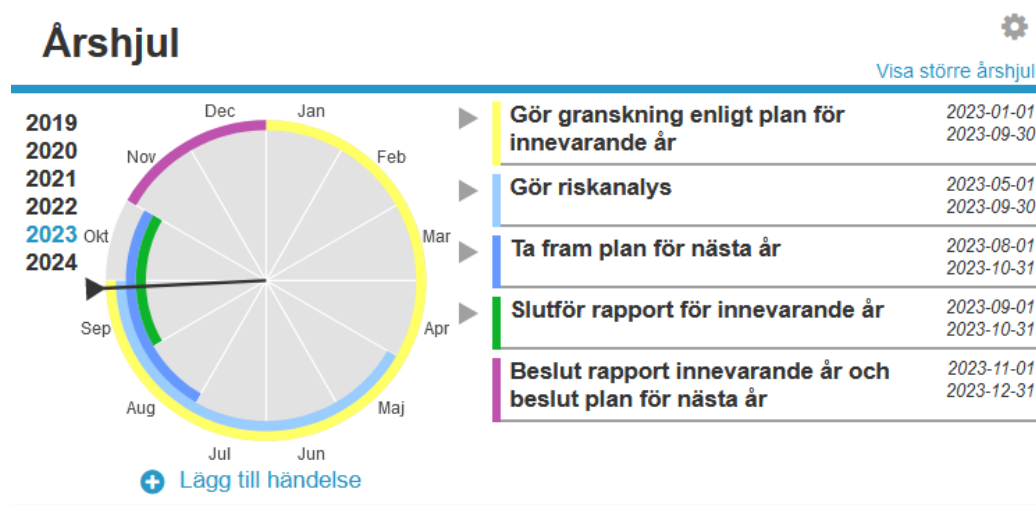 Årshjul
Visa större årshjul
2019
2020
2021
2022
2023
2024
Jan
Feb
Mar
Apr
Maj
Jun
Jul
Aug
Sep
Okt
Nov
Dec
Lägg till händelse
Gör granskning enligt plan för
innevarande år
2023-01-01
2023-09-30
Gör riskanalys
2023-05-01
2023-09-30
Ta fram plan för nästa år
2023-08-01
2023-10-31
Slutför rapport för innevarande år
2023-09-01
2023-10-31
Beslut rapport innevarande år och
beslut plan för nästa år
2023-11-01
2023-12-31